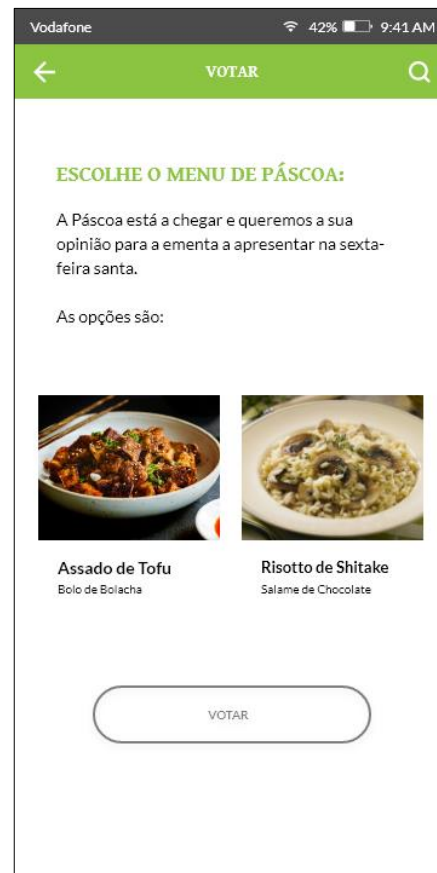 Vodafone 42% 9:41 AM
VOTAR
ESCOLHE O MENU DE PÁSCOA:
A Páscoa está a chegar e queremos a sua
opinião para a ementa a apresentar na sexta-
feira santa.
As opções são:
Assado de Tofu
Bolo de Bolacha
Risotto de Shitake
Salame de Chocolate
VOTAR